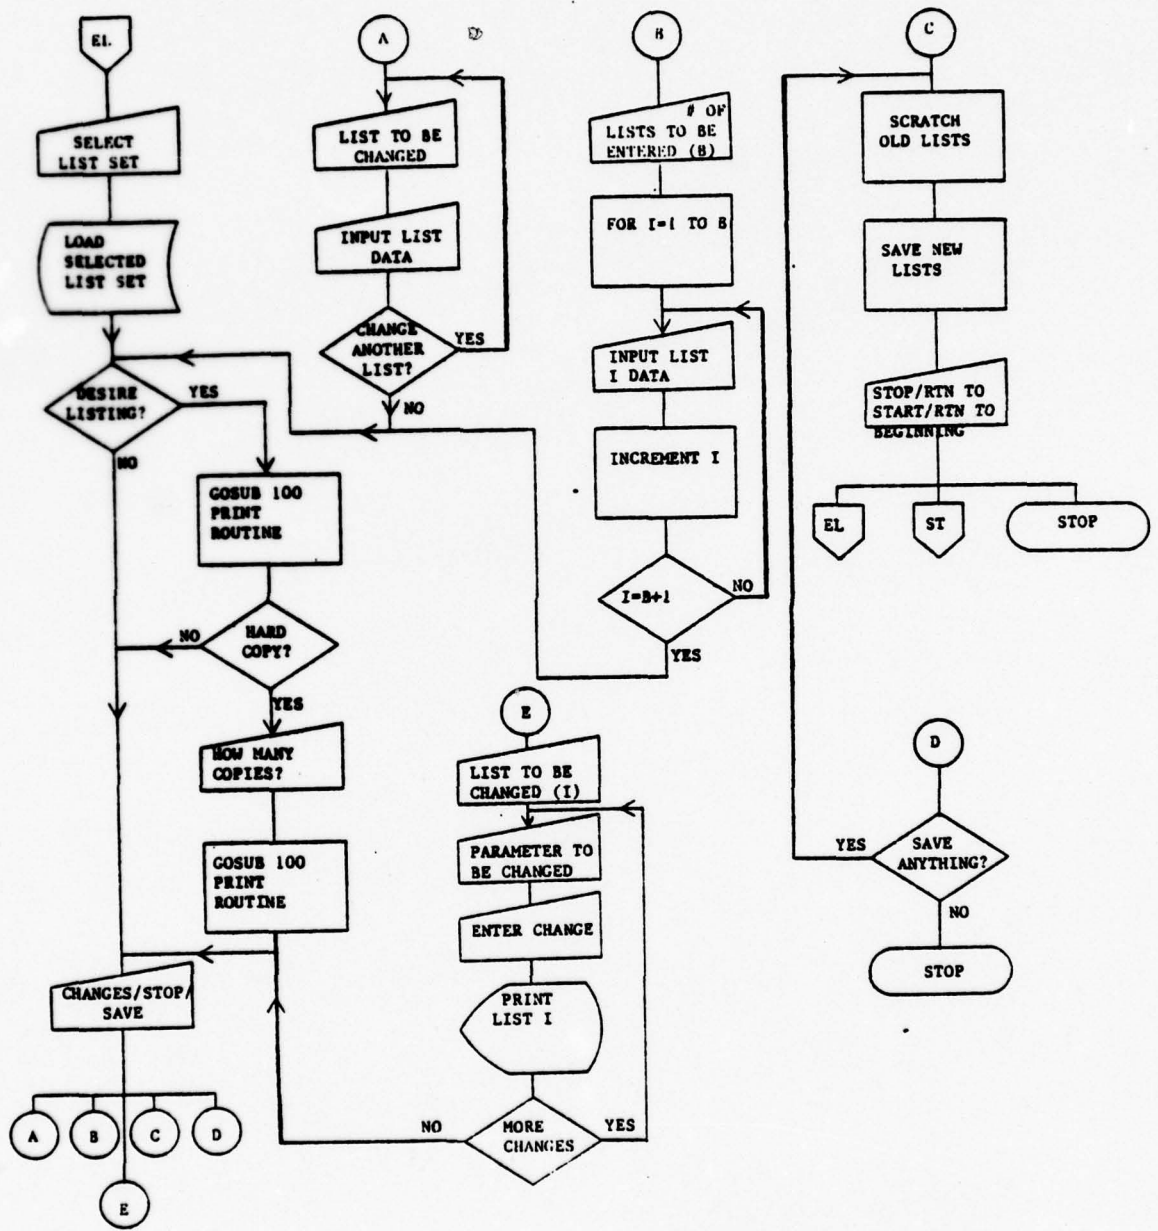 EL
SELECT
LIST SET
LOAD
SELECTED
LIST SET
DESIRE
LISTING?
YES
NO
GOSUB 100
PRINT
ROUTINE
HARD
COPY?
NO
YES
HOW MANY
COPIES?
GOSUB 100
PRINT
ROUTINE
CHANGES/STOP/
SAVE
A
B
C
D
E
A
LIST TO BE
CHANGED
INPUT LIST
DATA
CHANGE
ANOTHER
LIST?
YES
NO
B
# OF
LISTS TO BE
ENTERED (B)
FOR I=1 TO B
INPUT LIST
I DATA
INCREMENT I
I=B+1
NO
YES
E
LIST TO BE
CHANGED (I)
PARAMETER TO
BE CHANGED
ENTER CHANGE
PRINT
LIST I
MORE
CHANGES
NO
YES
C
SCRATCH
OLD LISTS
SAVE NEW
LISTS
STOP/RTN TO
START/RTN TO
BEGINNING
EL
ST
STOP
D
SAVE
ANYTHING?
YES
NO
STOP